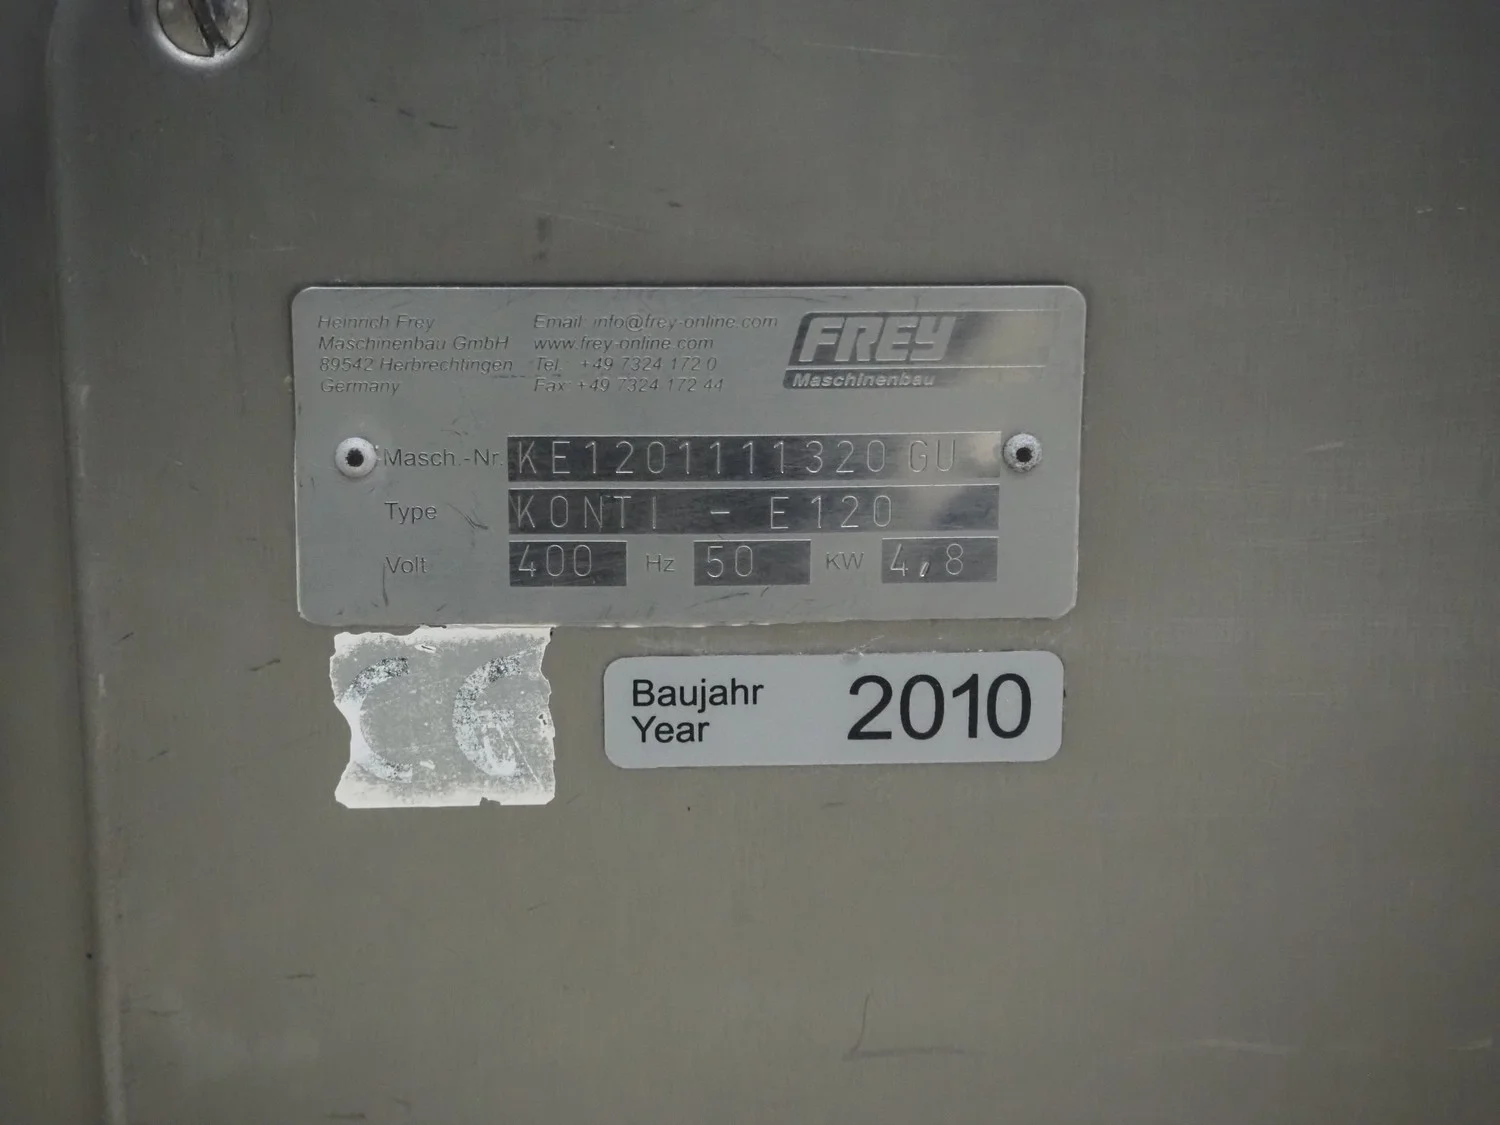 Heinrich Frey
Maschinenbau GmbH
89542 Herbrechtingen
Germany
Email: info@frey-online.com
www.frey-online.com
Tel. +49 7324 172 0
Fax: +49 7324 172 44
FREY
Maschinenbau
Masch.-Nr. KE1201111320 GU
Type KONTI - E120
Volt 400 Hz 50 KW 4,8
CE
Baujahr
Year
2010